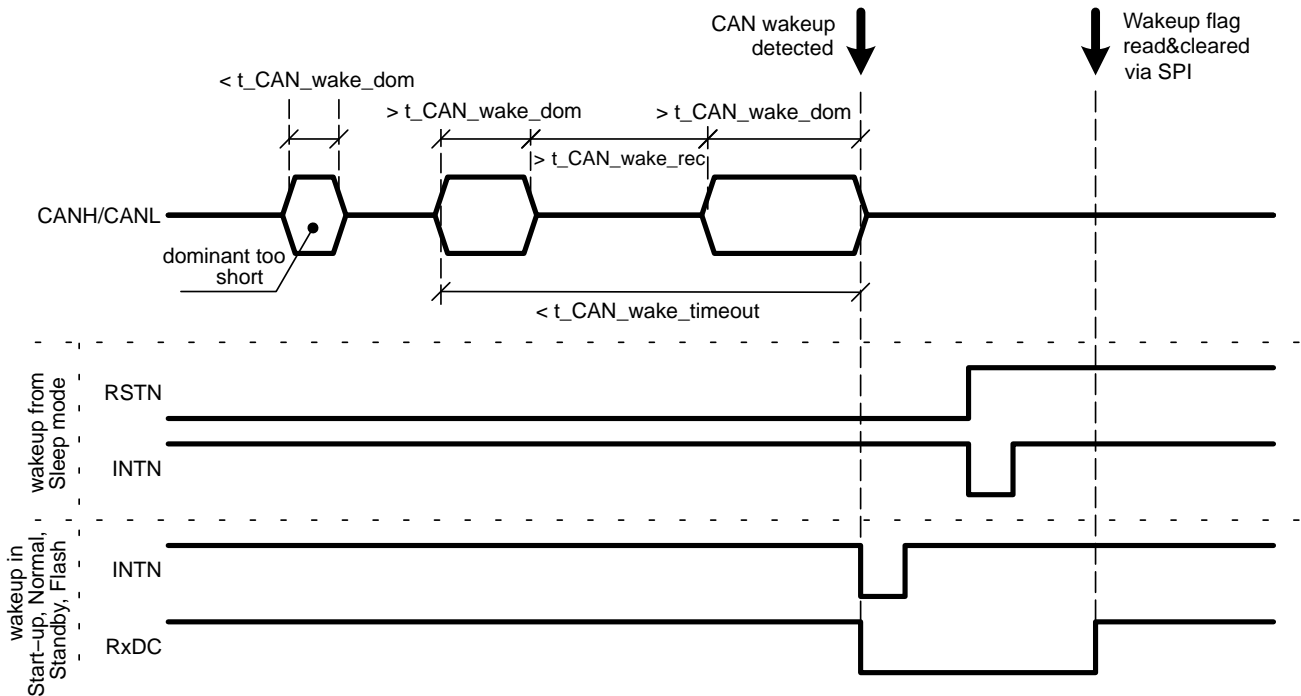 CAN wakeup
detected
Wakeup flag
read&cleared
via SPI
< t_CAN_wake_dom
> t_CAN_wake_dom
> t_CAN_wake_dom
> t_CAN_wake_rec
CANH/CANL
dominant too
short
< t_CAN_wake_timeout
wakeup from
Sleep mode
RSTN
INTN
wakeup in
Start–up, Normal,
Standby, Flash
INTN
RxDC